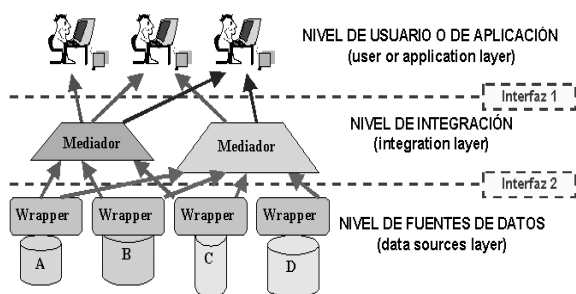 NIVEL DE USUARIO O DE APLICACIÓN
(user or application layer)
Interfaz 1
NIVEL DE INTEGRACIÓN
(integration layer)
Mediador
Mediador
Interfaz 2
Wrapper
Wrapper
Wrapper
Wrapper
NIVEL DE FUENTES DE DATOS
(data sources layer)
A
B
C
D